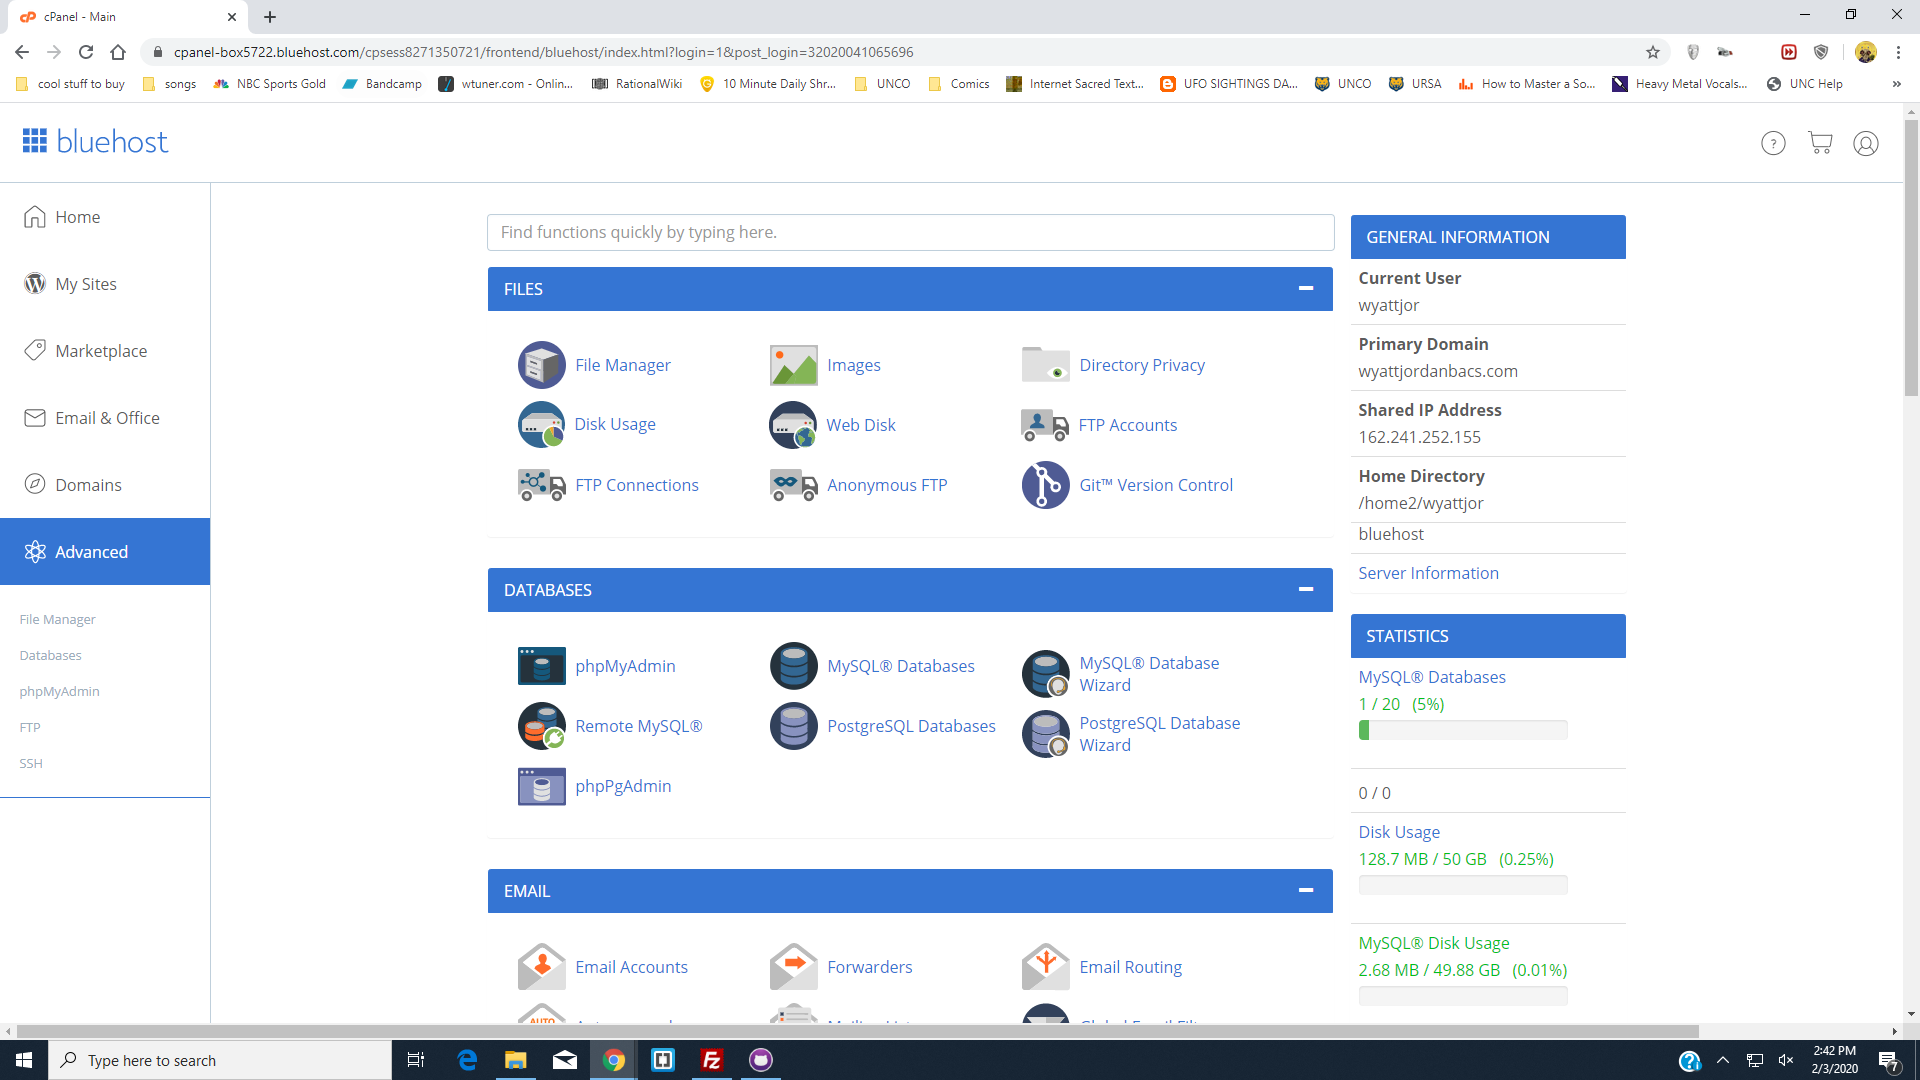 cPanel - Main
cpanel-box5722.bluehost.com/cpsess8271350721/frontend/bluehost/index.html?login=1&post_login=32020041065696
cool stuff to buy
songs
NBC Sports Gold
Bandcamp
wtuner.com - Onlin...
RationalWiki
10 Minute Daily Shr...
UNCO
Comics
Internet Sacred Text...
UFO SIGHTINGS DA...
UNCO
URSA
How to Master a So...
Heavy Metal Vocals...
UNC Help
»
bluehost
?
Home
My Sites
Marketplace
Email & Office
Domains
Advanced
File Manager
Databases
phpMyAdmin
FTP
SSH
Find functions quickly by typing here.
FILES
File Manager
Images
Directory Privacy
Disk Usage
Web Disk
FTP Accounts
FTP Connections
Anonymous FTP
Git™ Version Control
DATABASES
phpMyAdmin
MySQL® Databases
MySQL® Database
Wizard
Remote MySQL®
PostgreSQL Databases
PostgreSQL Database
Wizard
phpPgAdmin
EMAIL
Email Accounts
Forwarders
Email Routing
AUTO
GENERAL INFORMATION
Current User
wyattjor
Primary Domain
wyattjordanbacs.com
Shared IP Address
162.241.252.155
Home Directory
/home2/wyattjor
bluehost
Server Information
STATISTICS
MySQL® Databases
1 / 20 (5%)
0 / 0
Disk Usage
128.7 MB / 50 GB (0.25%)
MySQL® Disk Usage
2.68 MB / 49.88 GB (0.01%)
Type here to search
2:42 PM
2/3/2020
7